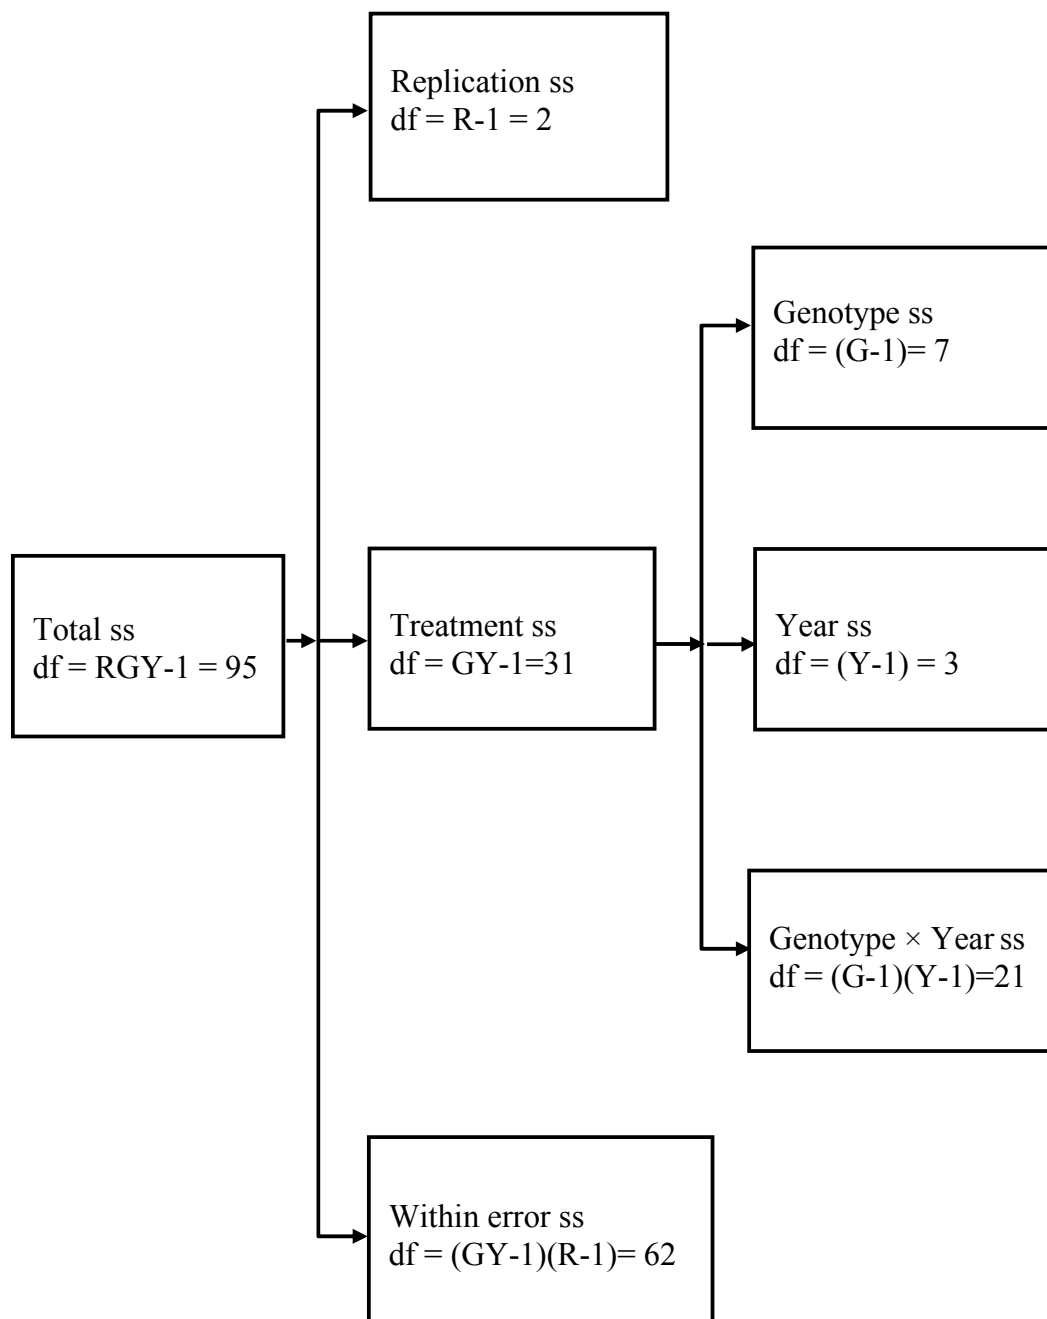 Replication ss
df = R-1 = 2
Genotype ss
df = (G-1)= 7
Total ss
df = RGY-1 = 95
Treatment ss
df = GY-1=31
Year ss
df = (Y-1) = 3
Genotype × Year ss
df = (G-1)(Y-1)=21
Within error ss
df = (GY-1)(R-1)= 62